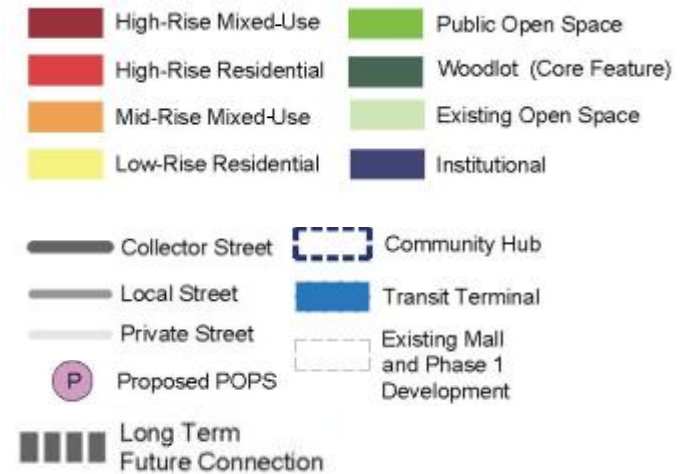 High-Rise Mixed-Use
High-Rise Residential
Mid-Rise Mixed-Use
Low-Rise Residential
Public Open Space
Woodlot (Core Feature)
Existing Open Space
Institutional
Collector Street
Local Street
Private Street
P Proposed POPS
Long Term
Future Connection
Community Hub
Transit Terminal
Existing Mall
and Phase 1
Development